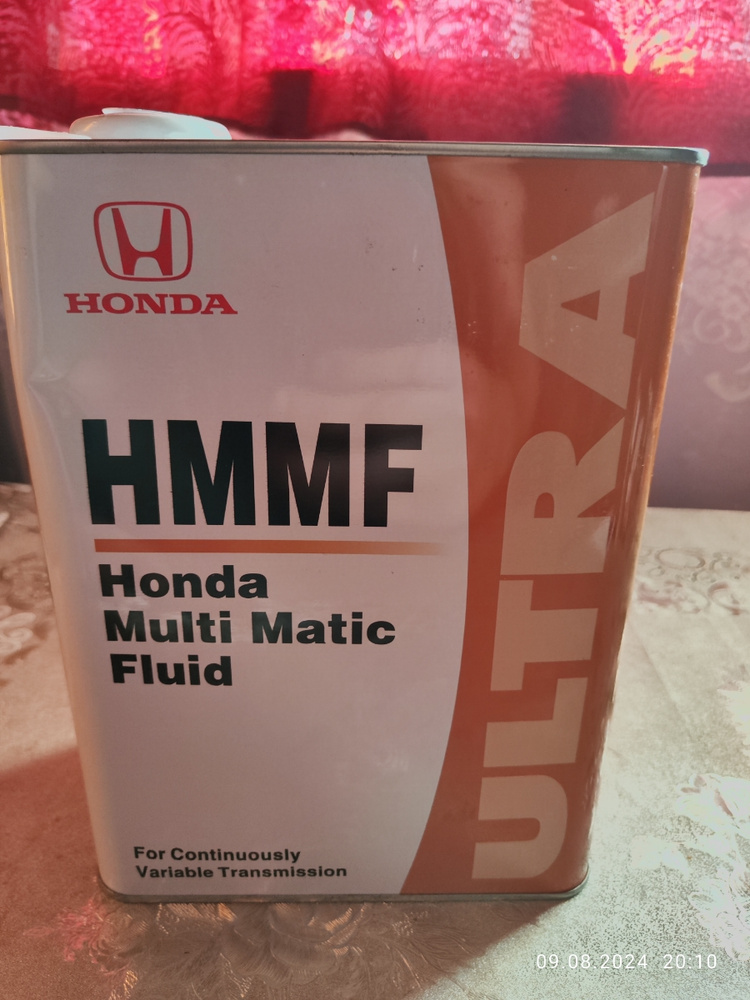 HONDA
HMMF
Honda
Multi Matic
Fluid
For Continuously
Variable Transmission
ULTRA
09.08.2024 20:10